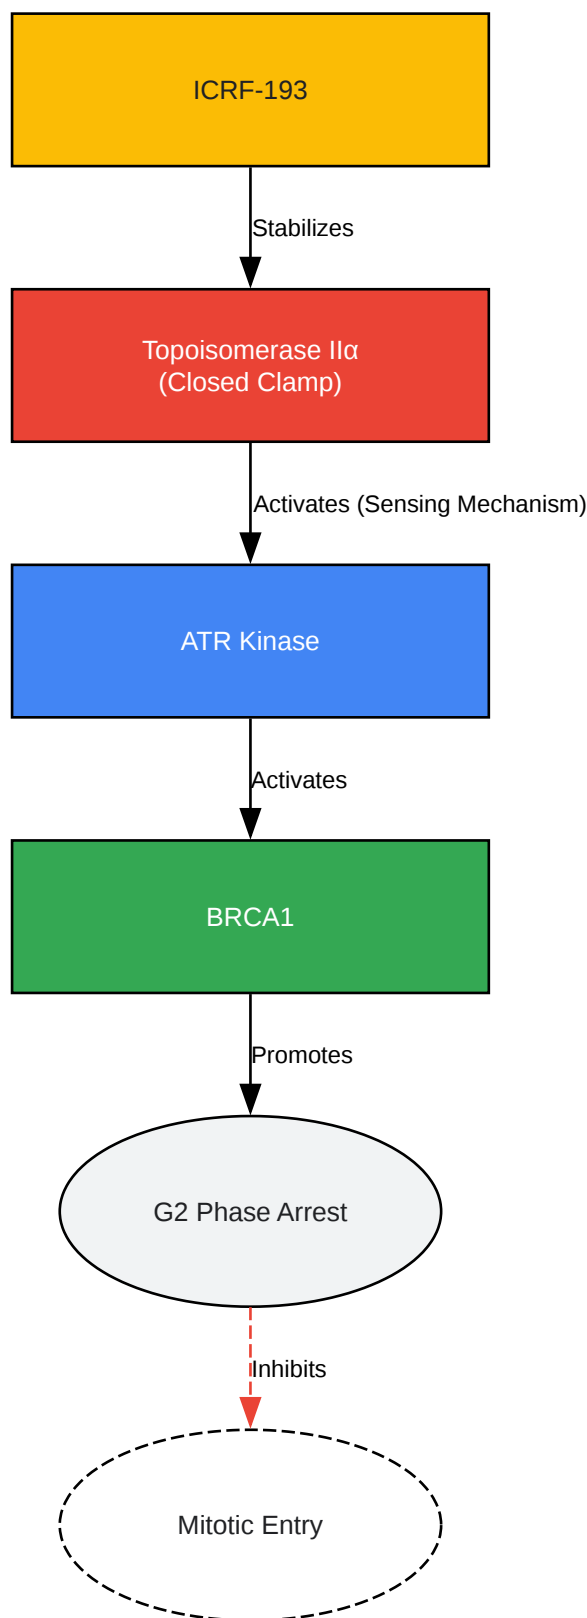 ICRF-193
Stabilizes
Topoisomerase IIα
(Closed Clamp)
Activates (Sensing Mechanism)
ATR Kinase
Activates
BRCA1
Promotes
G2 Phase Arrest
Inhibits
Mitotic Entry